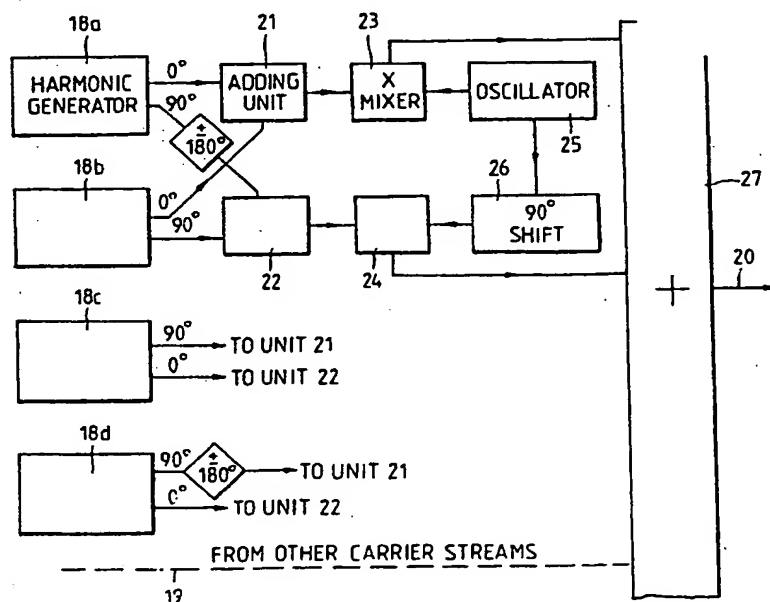 18a
21
23
HARMONIC
GENERATOR
0°
90°
ADDING
UNIT
X
MIXER
OSCILLATOR
25
±
180°
18b
0°
90°
22
24
26
90°
SHIFT
27
20
+
18c
90°
TO UNIT 21
0°
TO UNIT 22
18d
90°
±
180°
TO UNIT 21
0°
TO UNIT 22
FROM OTHER CARRIER STREAMS